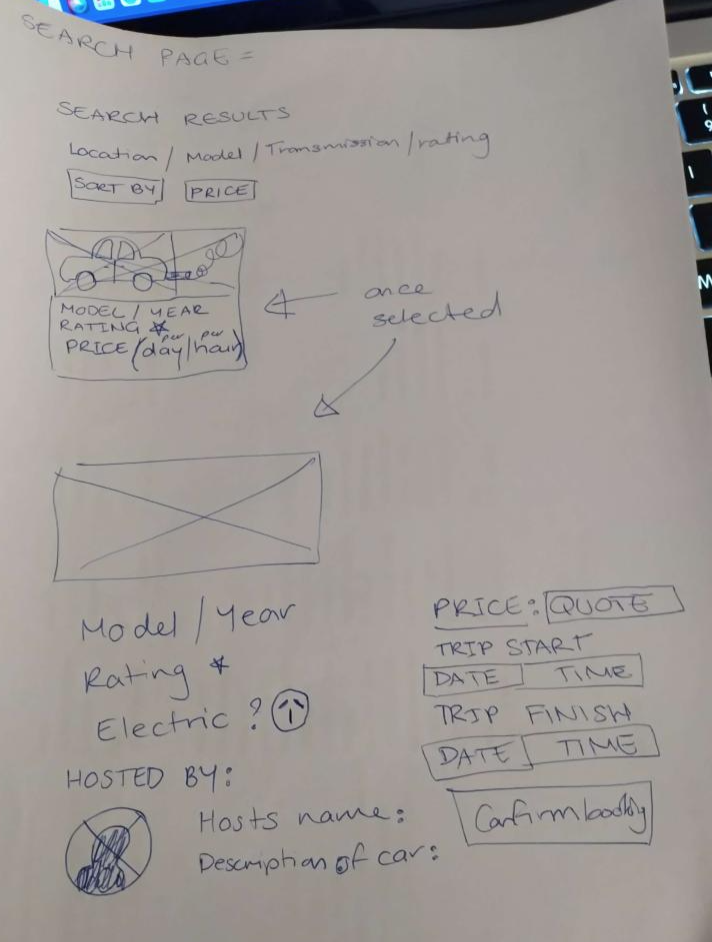 SEARCH PAGE =
SEARCH RESULTS
Location / Model / Transmission / rating
SORT BY PRICE
MODEL / YEAR
RATING
PRICE (per day / per hour)
once
selected
Model / Year
Rating
Electric ?
HOSTED BY:
Hosts name:
Description of car:
PRICE: QUOTE
TRIP START
DATE TIME
TRIP FINISH
DATE TIME
Confirm booking